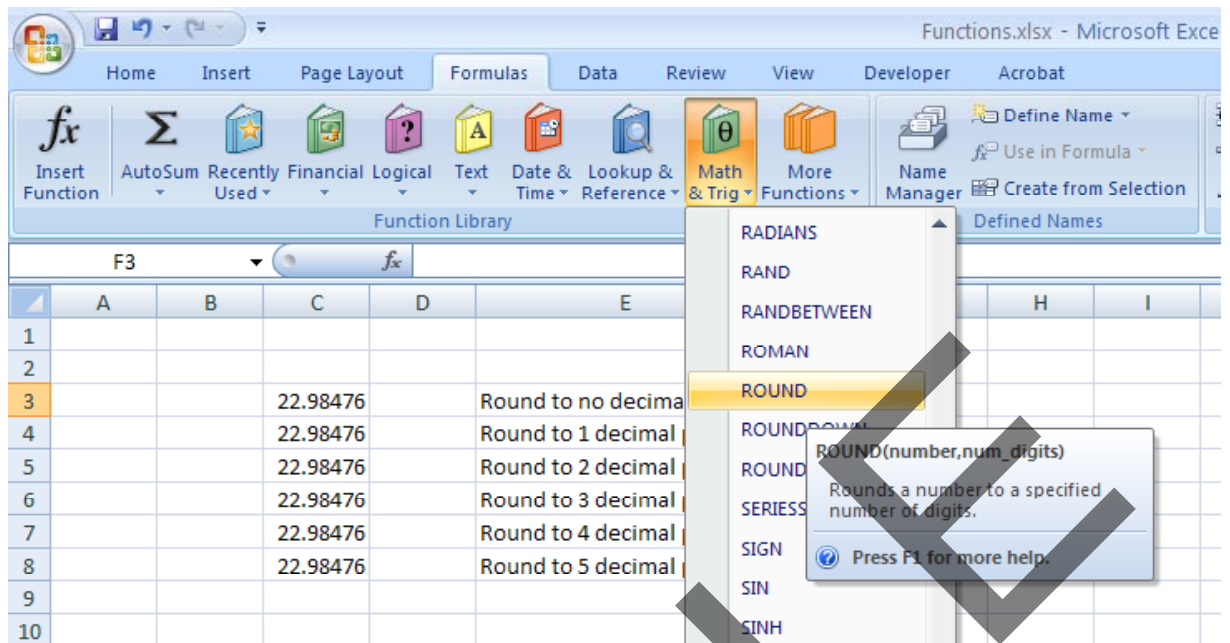 Functions.xlsx - Microsoft Exce
Home Insert Page Layout Formulas Data Review View Developer Acrobat
fx Σ ? A θ
Insert Function AutoSum Recently Used Financial Logical Text Date & Time Lookup & Reference Math & Trig More Functions Name Manager
Define Name
fx Use in Formula
Create from Selection
Function Library Defined Names
F3 fx
A B C D E H I
1
2
3 22.98476 Round to no decima
4 22.98476 Round to 1 decimal
5 22.98476 Round to 2 decimal
6 22.98476 Round to 3 decimal
7 22.98476 Round to 4 decimal
8 22.98476 Round to 5 decimal
9
10
RADIANS
RAND
RANDBETWEEN
ROMAN
ROUND
ROUNDDOWN
ROUND
SERIESS
SIGN
SIN
SINH
ROUND(number,num_digits)
Rounds a number to a specified
number of digits.
Press F1 for more help.